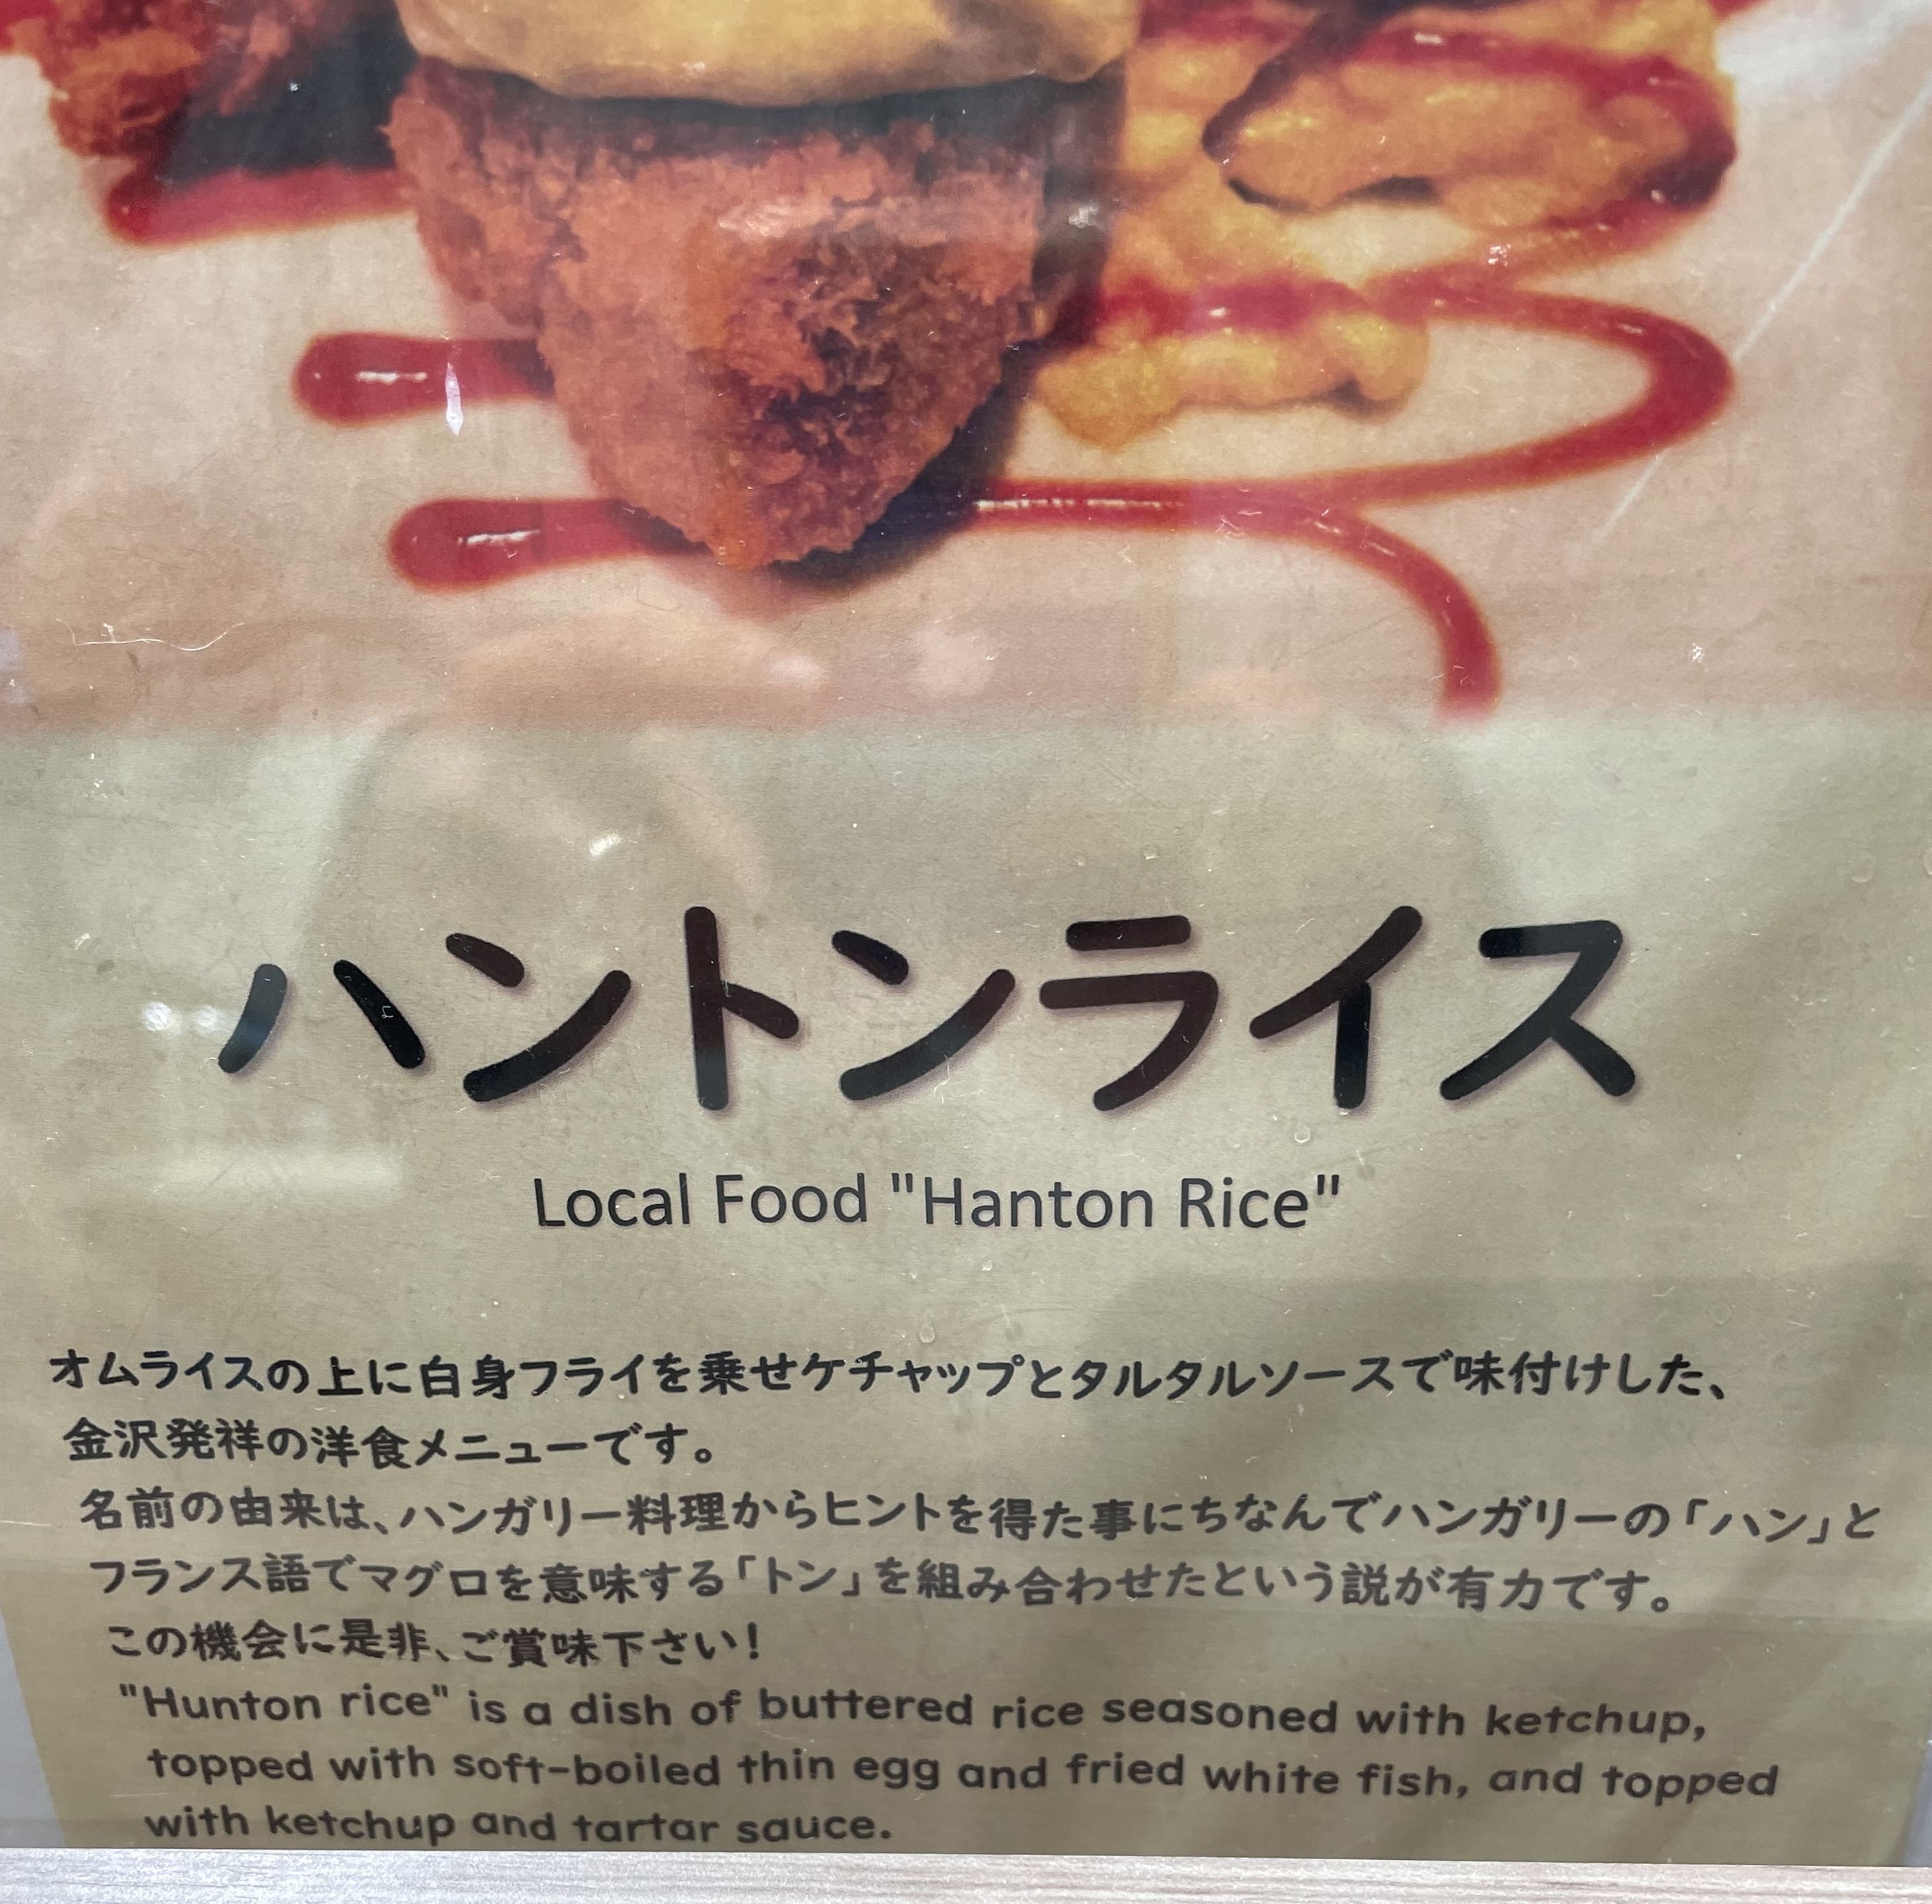 ハントンライス
Local Food "Hanton Rice"
オムライスの上に白身フライを乗せケチャップとタルタルソースで味付けした、
金沢発祥の洋食メニューです。
名前の由来は、ハンガリー料理からヒントを得た事にちなんでハンガリーの「ハン」と
フランス語でマグロを意味する「トン」を組み合わせたという説が有力です。
この機会に是非、ご賞味下さい!
"Hunton rice" is a dish of buttered rice seasoned with ketchup,
topped with soft-boiled thin egg and fried white fish, and topped
with ketchup and tartar sauce.